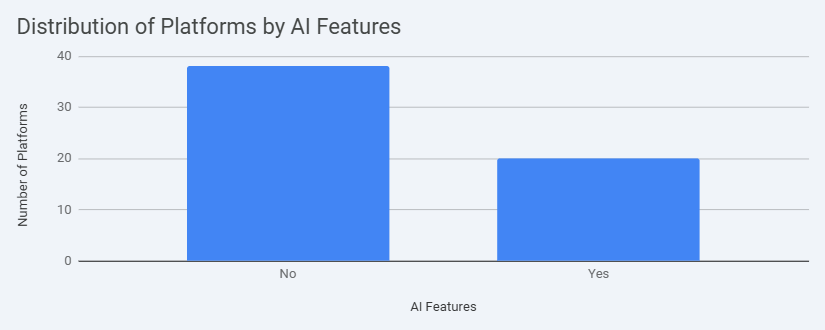 Distribution of Platforms by AI Features
Number of Platforms
40
30
20
10
0
No
Yes
AI Features